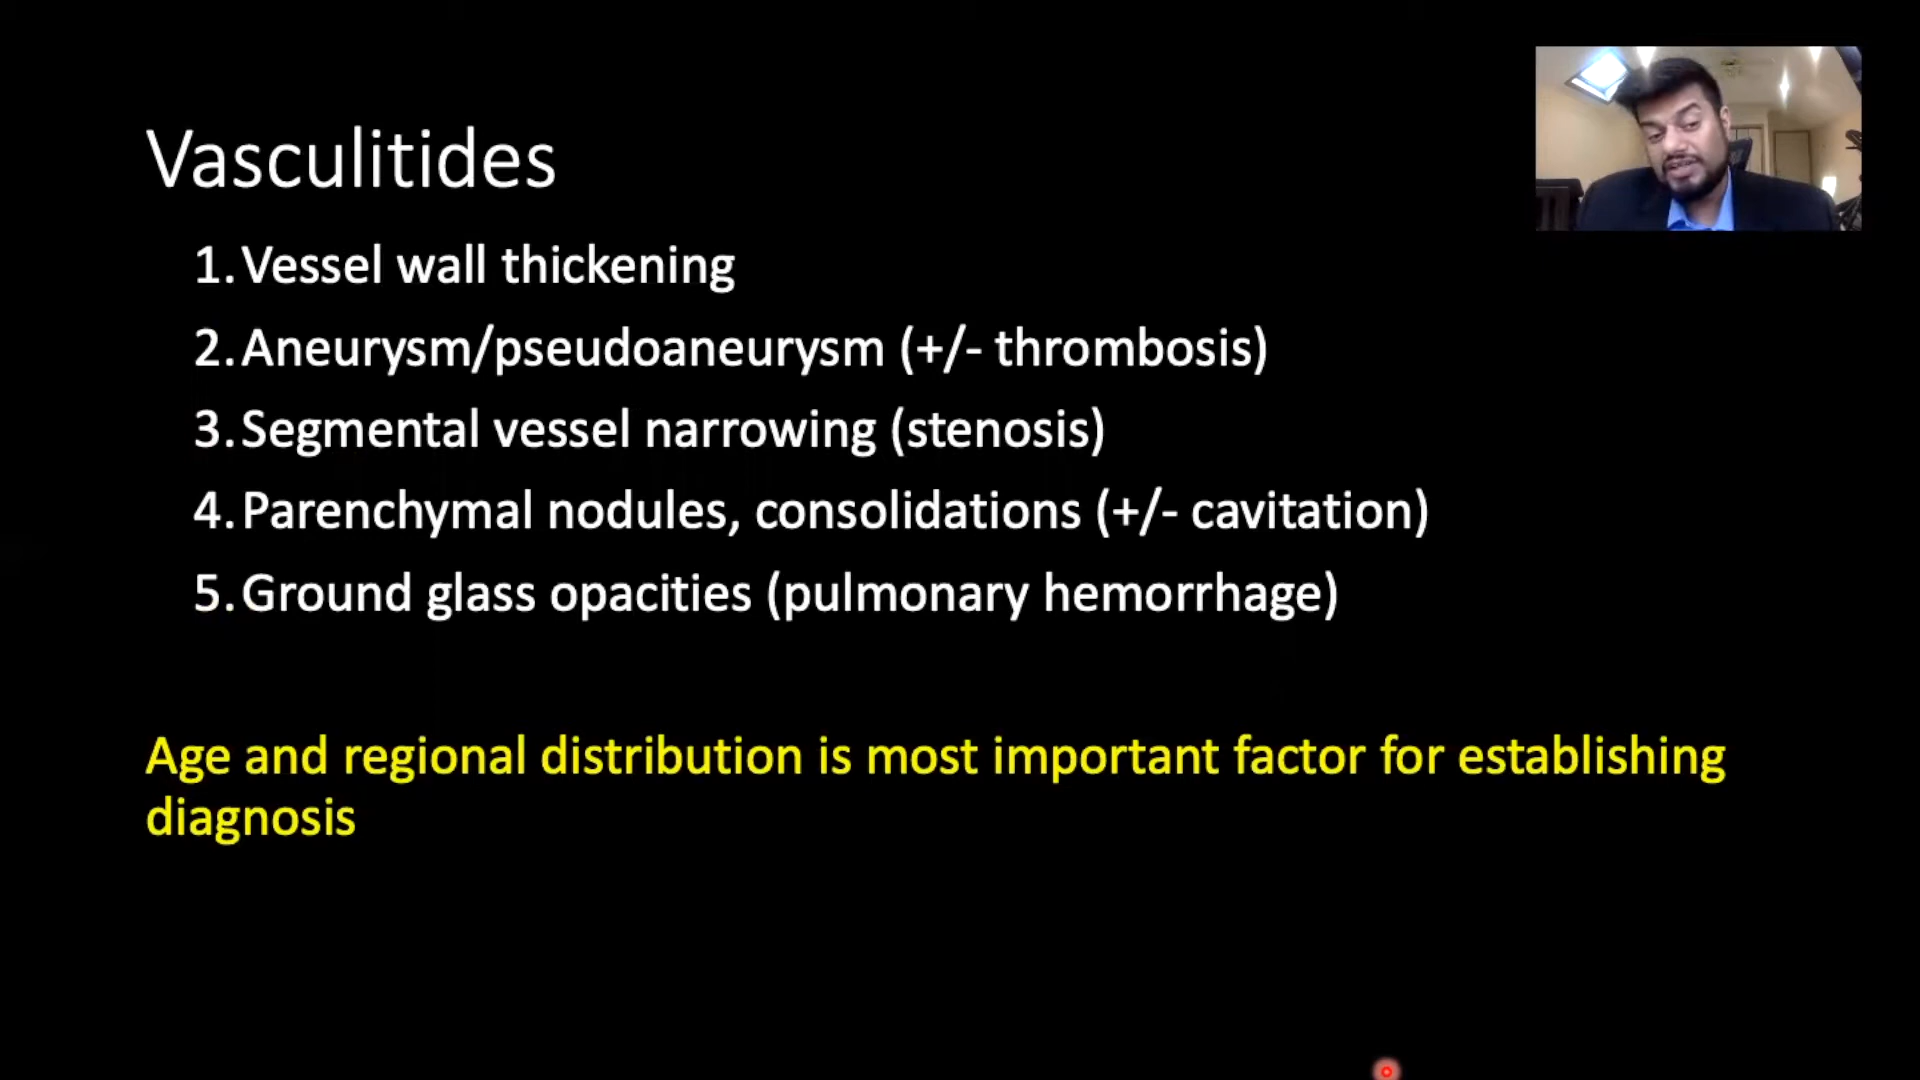 Vasculitides
1. Vessel wall thickening
2. Aneurysm/pseudoaneurysm (+/- thrombosis)
3. Segmental vessel narrowing (stenosis)
4. Parenchymal nodules, consolidations (+/- cavitation)
5. Ground glass opacities (pulmonary hemorrhage)
Age and regional distribution is most important factor for establishing
diagnosis